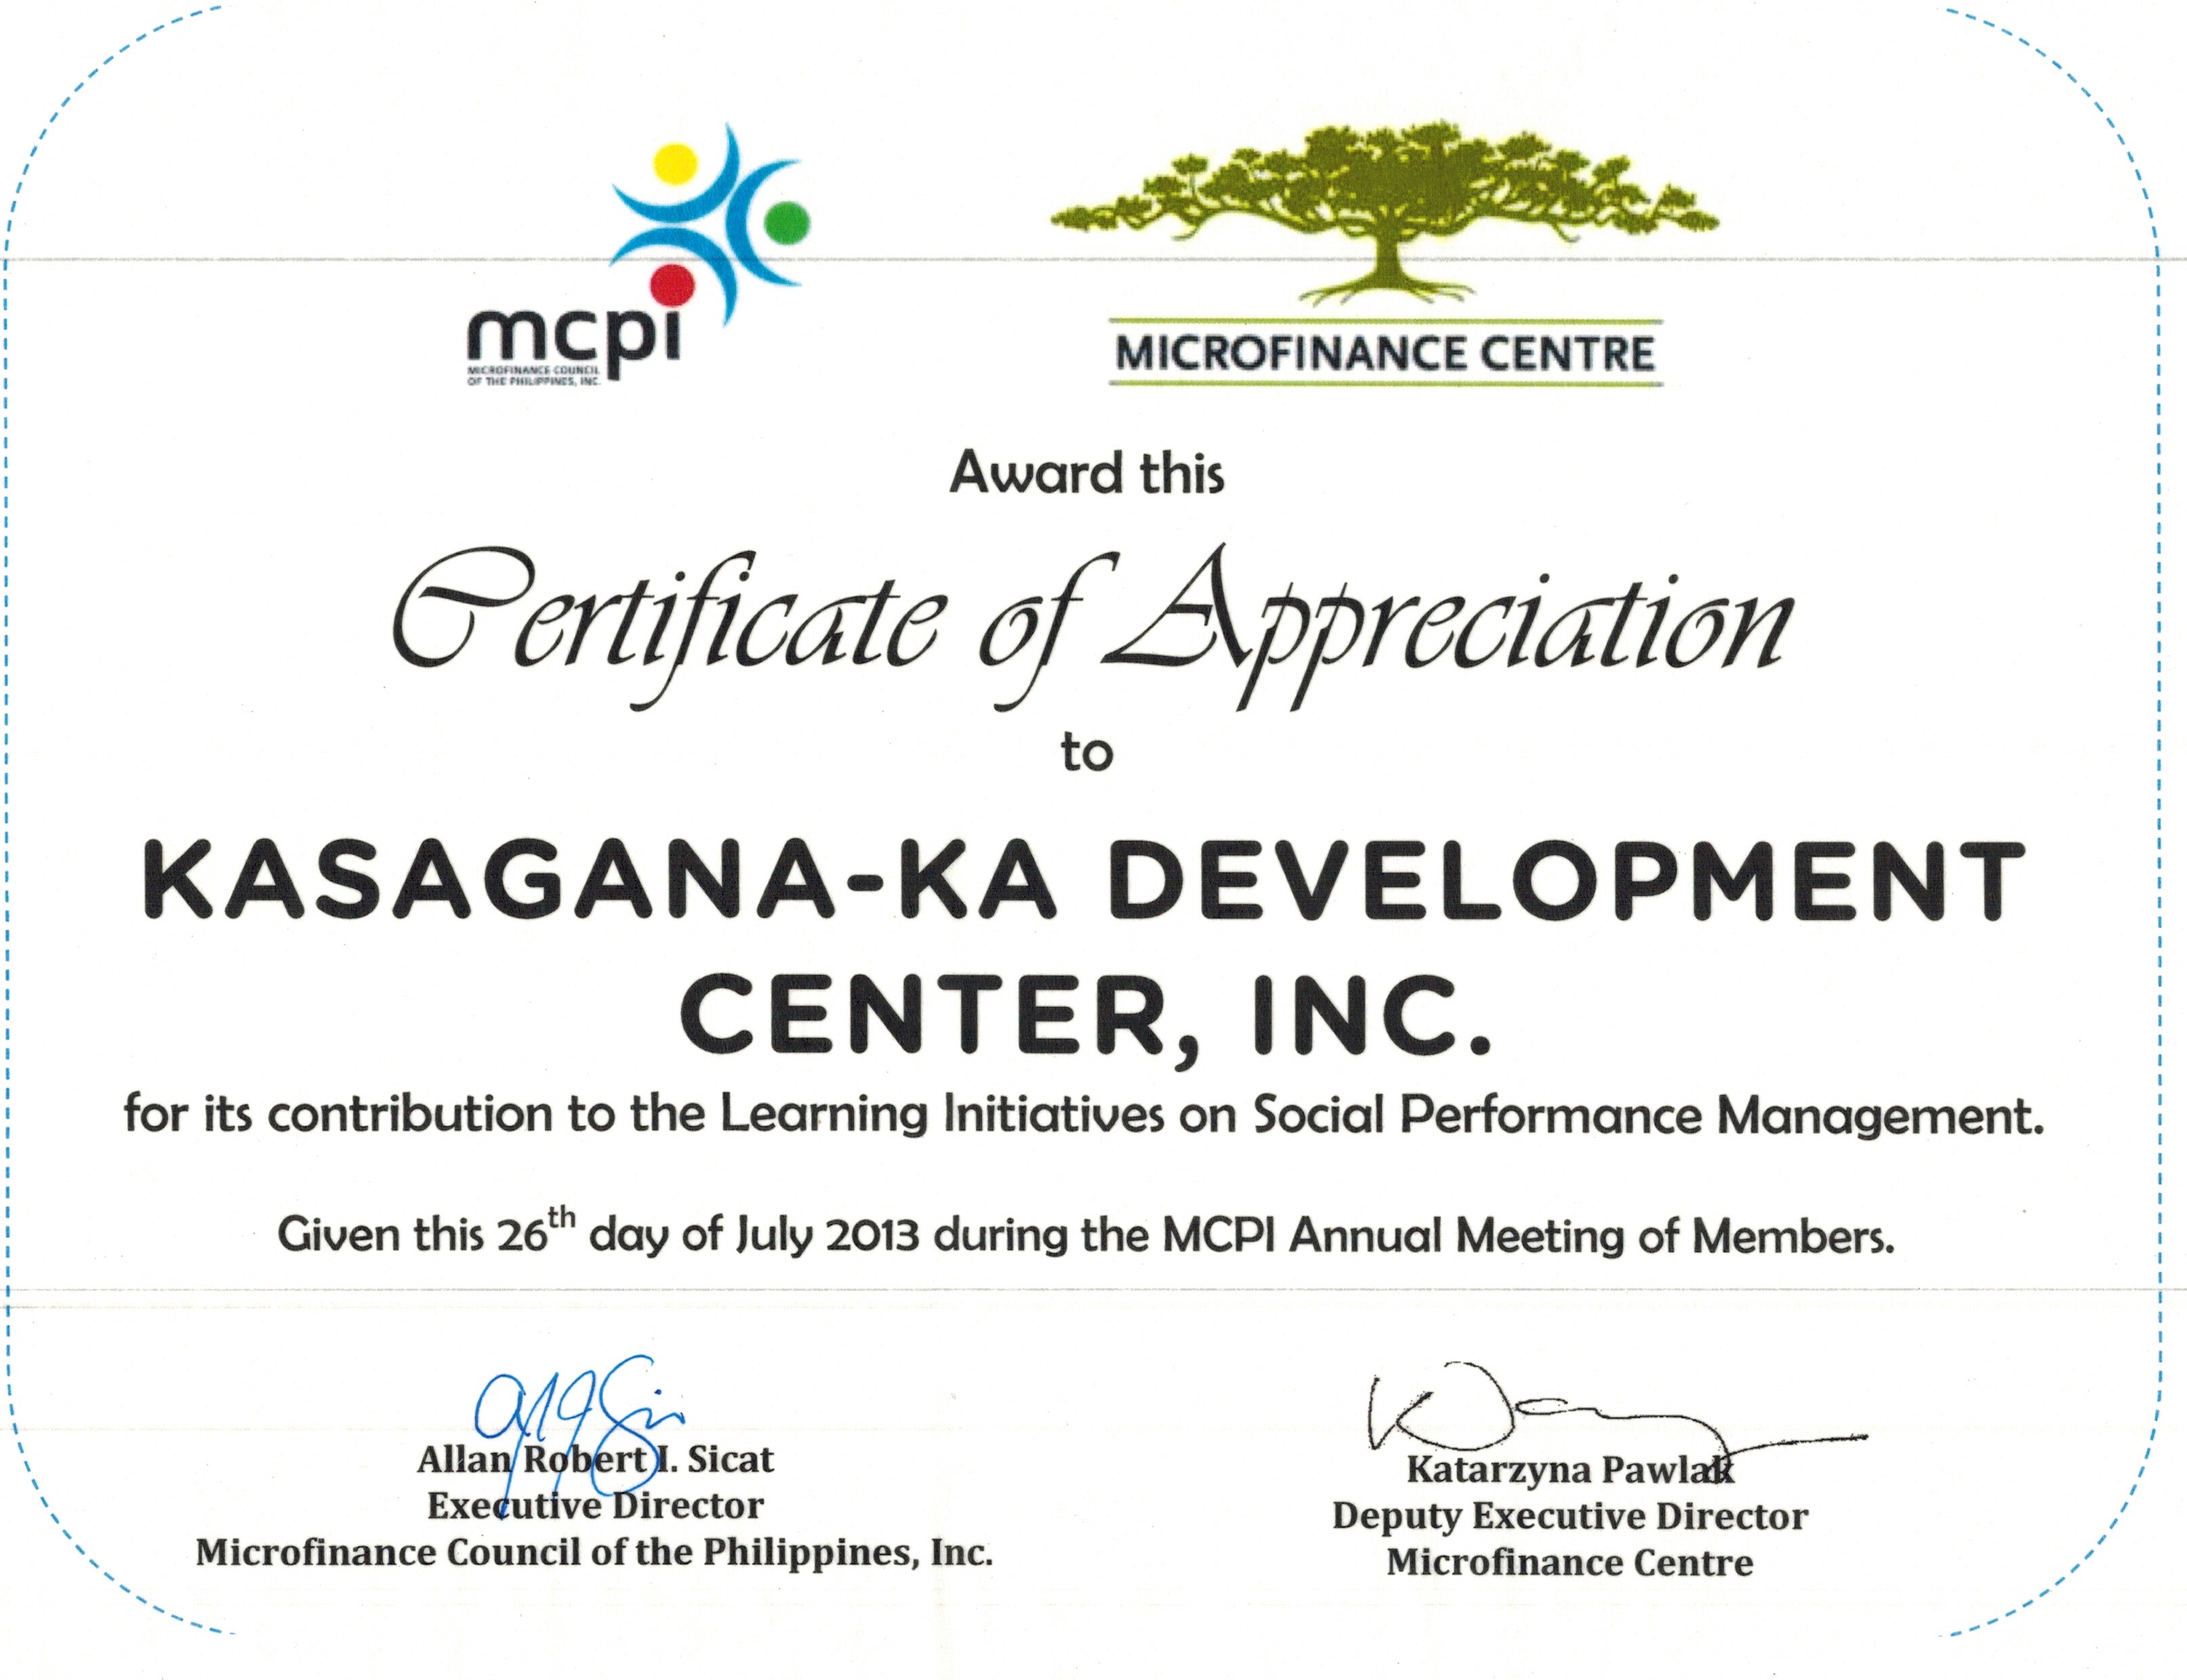 mcpi
MICROFINANCE COUNCIL
OF THE PHILIPPINES, INC.
MICROFINANCE CENTRE
Award this
Certificate of Appreciation
to
KASAGANA-KA DEVELOPMENT
CENTER, INC.
for its contribution to the Learning Initiatives on Social Performance Management.
Given this 26th day of July 2013 during the MCPI Annual Meeting of Members.
Allan Robert I. Sicat
Executive Director
Microfinance Council of the Philippines, Inc.
Katarzyna Pawlak
Deputy Executive Director
Microfinance Centre